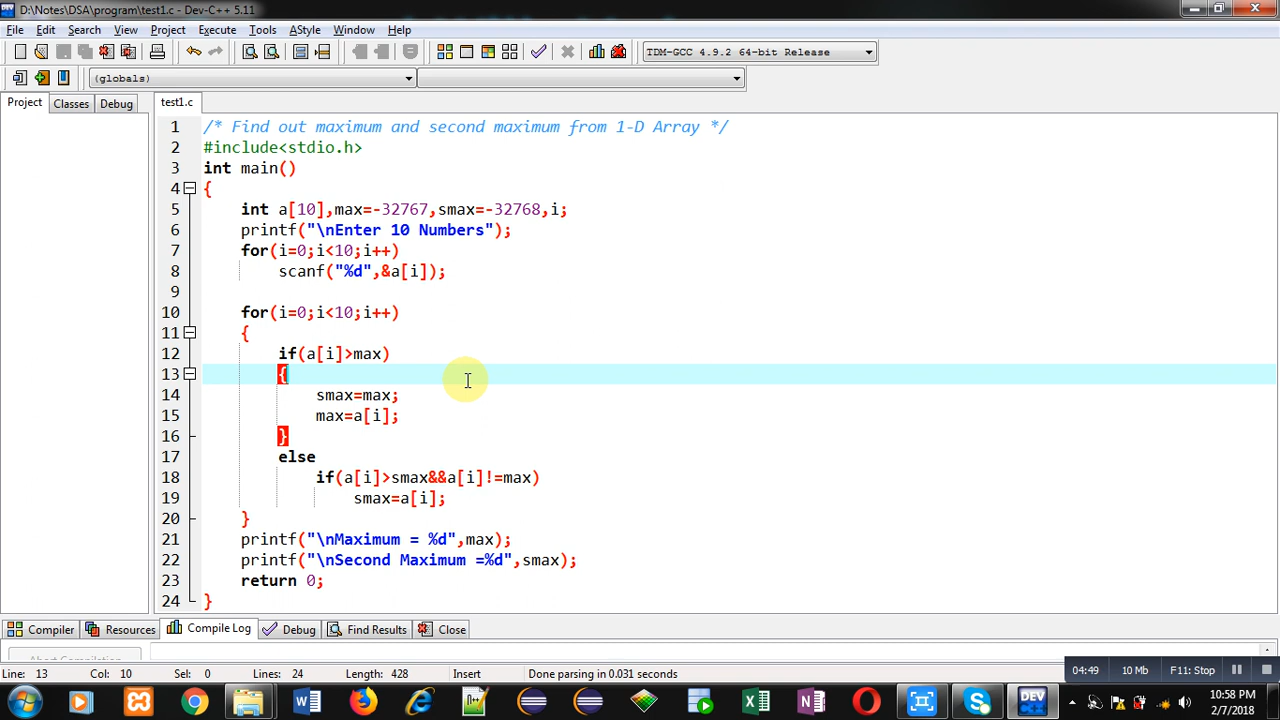 D:\Notes\DSA\program\test1.c - Dev-C++ 5.11
File Edit Search View Project Execute Tools AStyle Window Help
TDM-GCC 4.9.2 64-bit Release
(globals)
Project Classes Debug test1.c
1 /* Find out maximum and second maximum from 1-D Array */
2 #include<stdio.h>
3 int main()
4 {
5 int a[10],max=-32767,smax=-32768,i;
6 printf("\nEnter 10 Numbers");
7 for(i=0;i<10;i++)
8 scanf("%d",&a[i]);
9
10 for(i=0;i<10;i++)
11 {
12 if(a[i]>max)
13 {
14 smax=max;
15 max=a[i];
16 }
17 else
18 if(a[i]>smax&&a[i]!=max)
19 smax=a[i];
20 }
21 printf("\nMaximum = %d",max);
22 printf("\nSecond Maximum =%d",smax);
23 return 0;
24 }
Compiler Resources Compile Log Debug Find Results Close
Abort Compilation
Line: 13 Col: 10 Sel: 0 Lines: 24 Length: 428 Insert Done parsing in 0.031 seconds
04:49 10 Mb F11: Stop
DEV
10:58 PM
2/7/2018